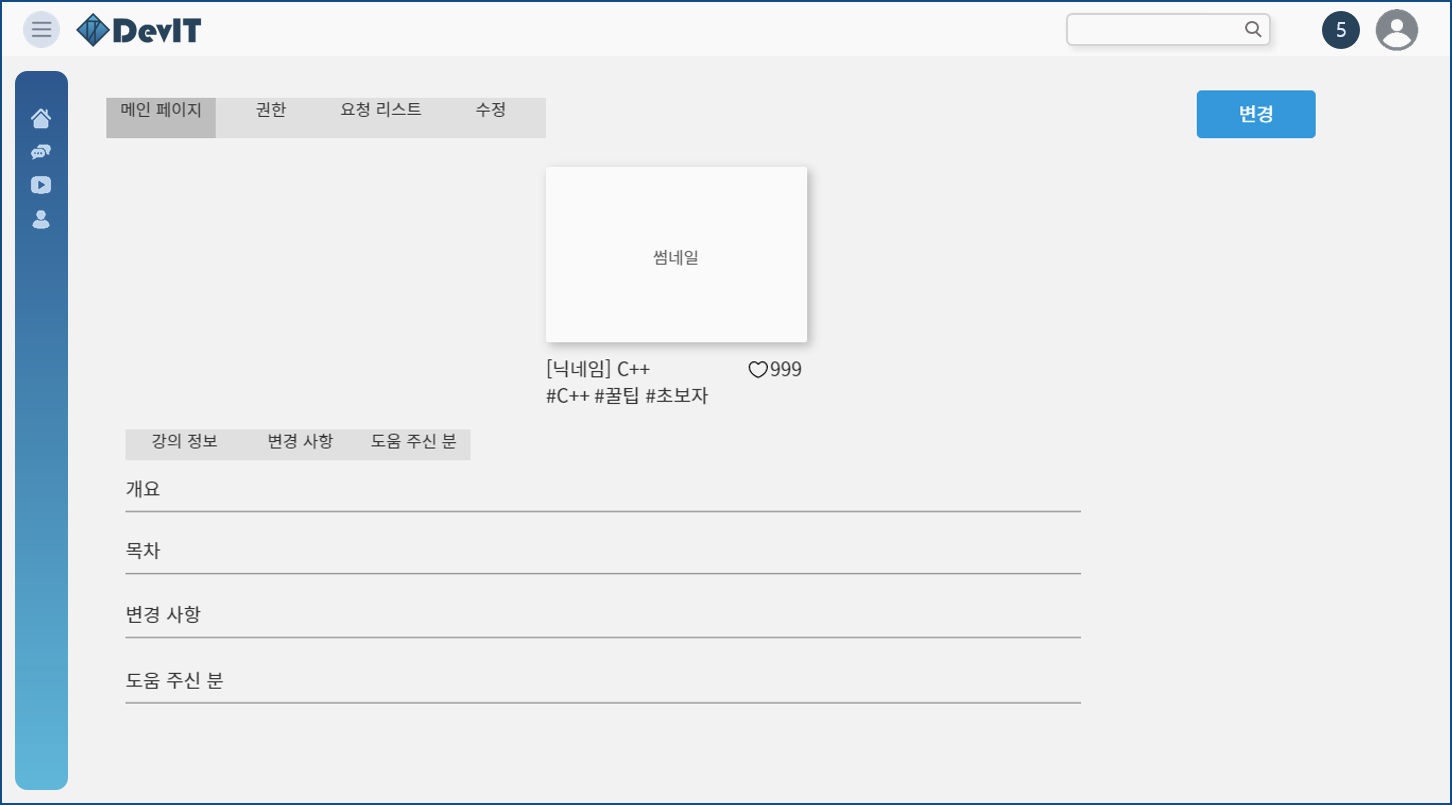 DevIT
5
메인 페이지 권한 요청 리스트 수정
변경
썸네일
[닉네임] C++ 999
#C++ #꿀팁 #초보자
강의 정보 변경 사항 도움 주신 분
개요
목차
변경 사항
도움 주신 분